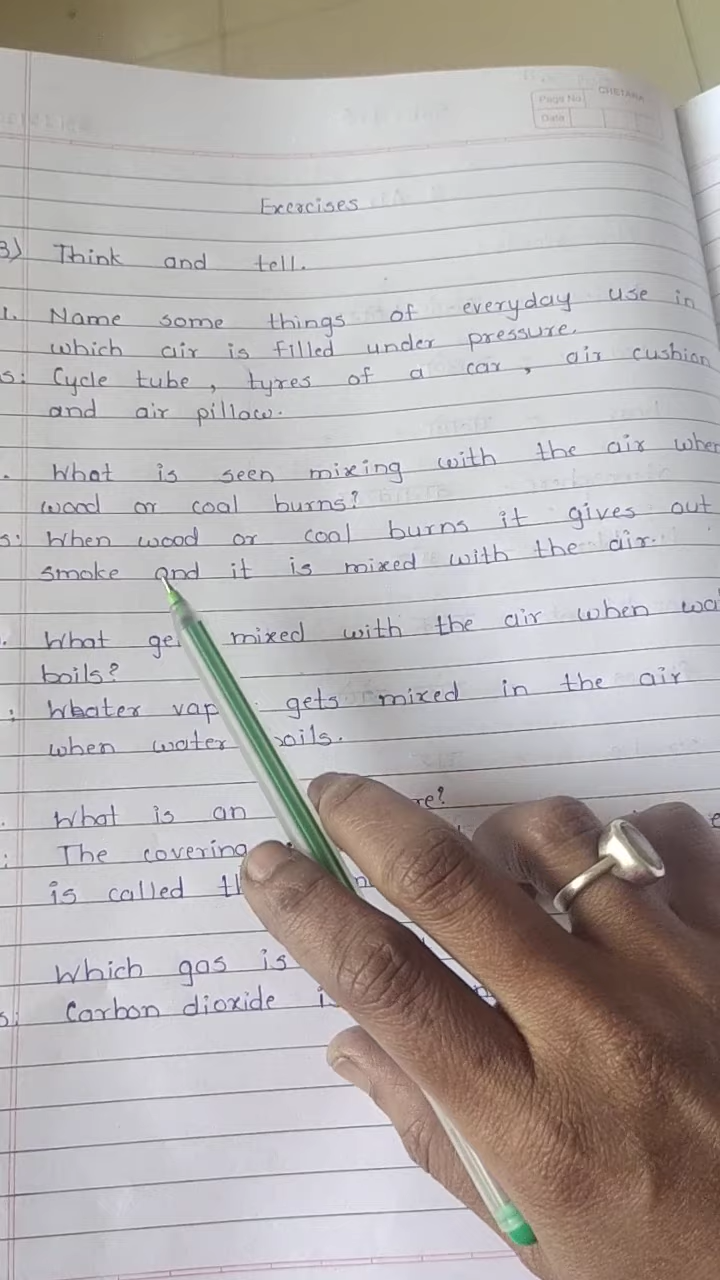 CHETANA
Page No
Date
Exercises
3) Think and tell.
1. Name some things of everyday use in
which air is filled under pressure.
s: Cycle tube, tyres of a car, air cushion
and air pillow.
What is seen mixing with the air when
wood or coal burns?
s: When wood or coal burns it gives out
smoke and it is mixed with the air.
What mixed with the air when
boils?
: Whater gets mixed in the air
when water
What is an
: The covering
is called
Which gas is
s: Carbon dioxide